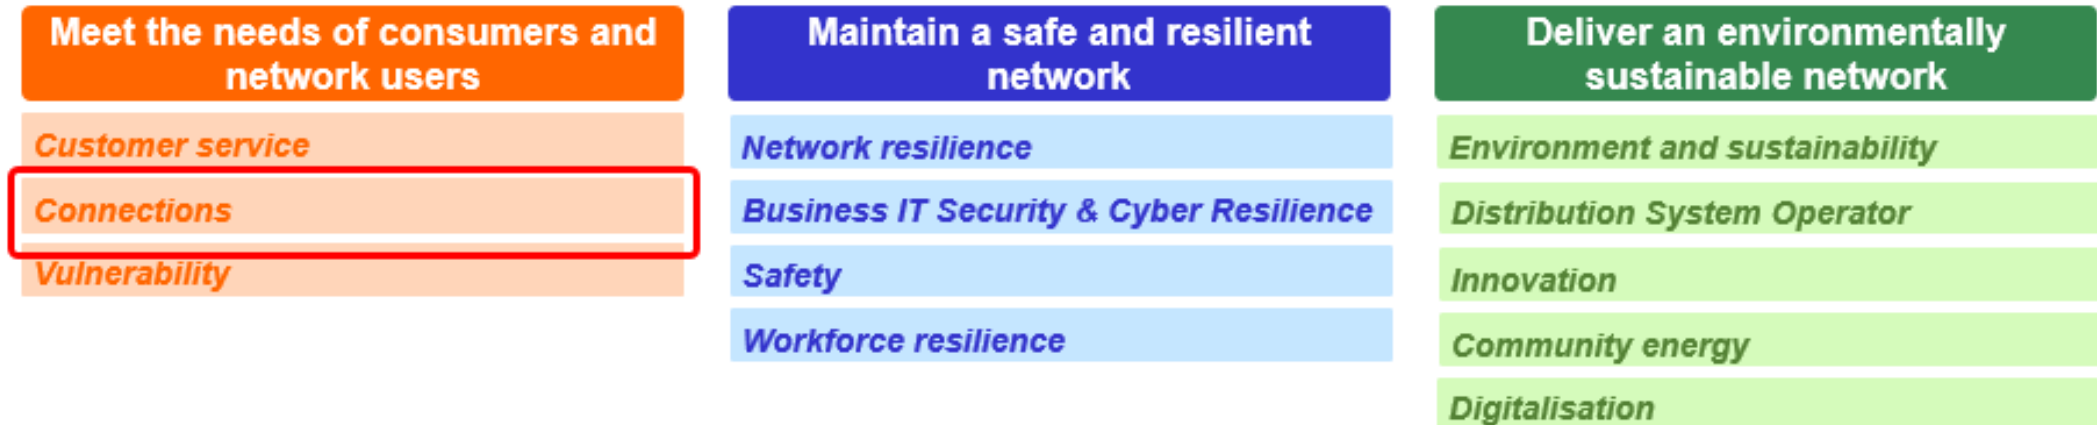 Meet the needs of consumers and
network users
Customer service
Connections
Vulnerability
Maintain a safe and resilient
network
Network resilience
Business IT Security & Cyber Resilience
Safety
Workforce resilience
Deliver an environmentally
sustainable network
Environment and sustainability
Distribution System Operator
Innovation
Community energy
Digitalisation